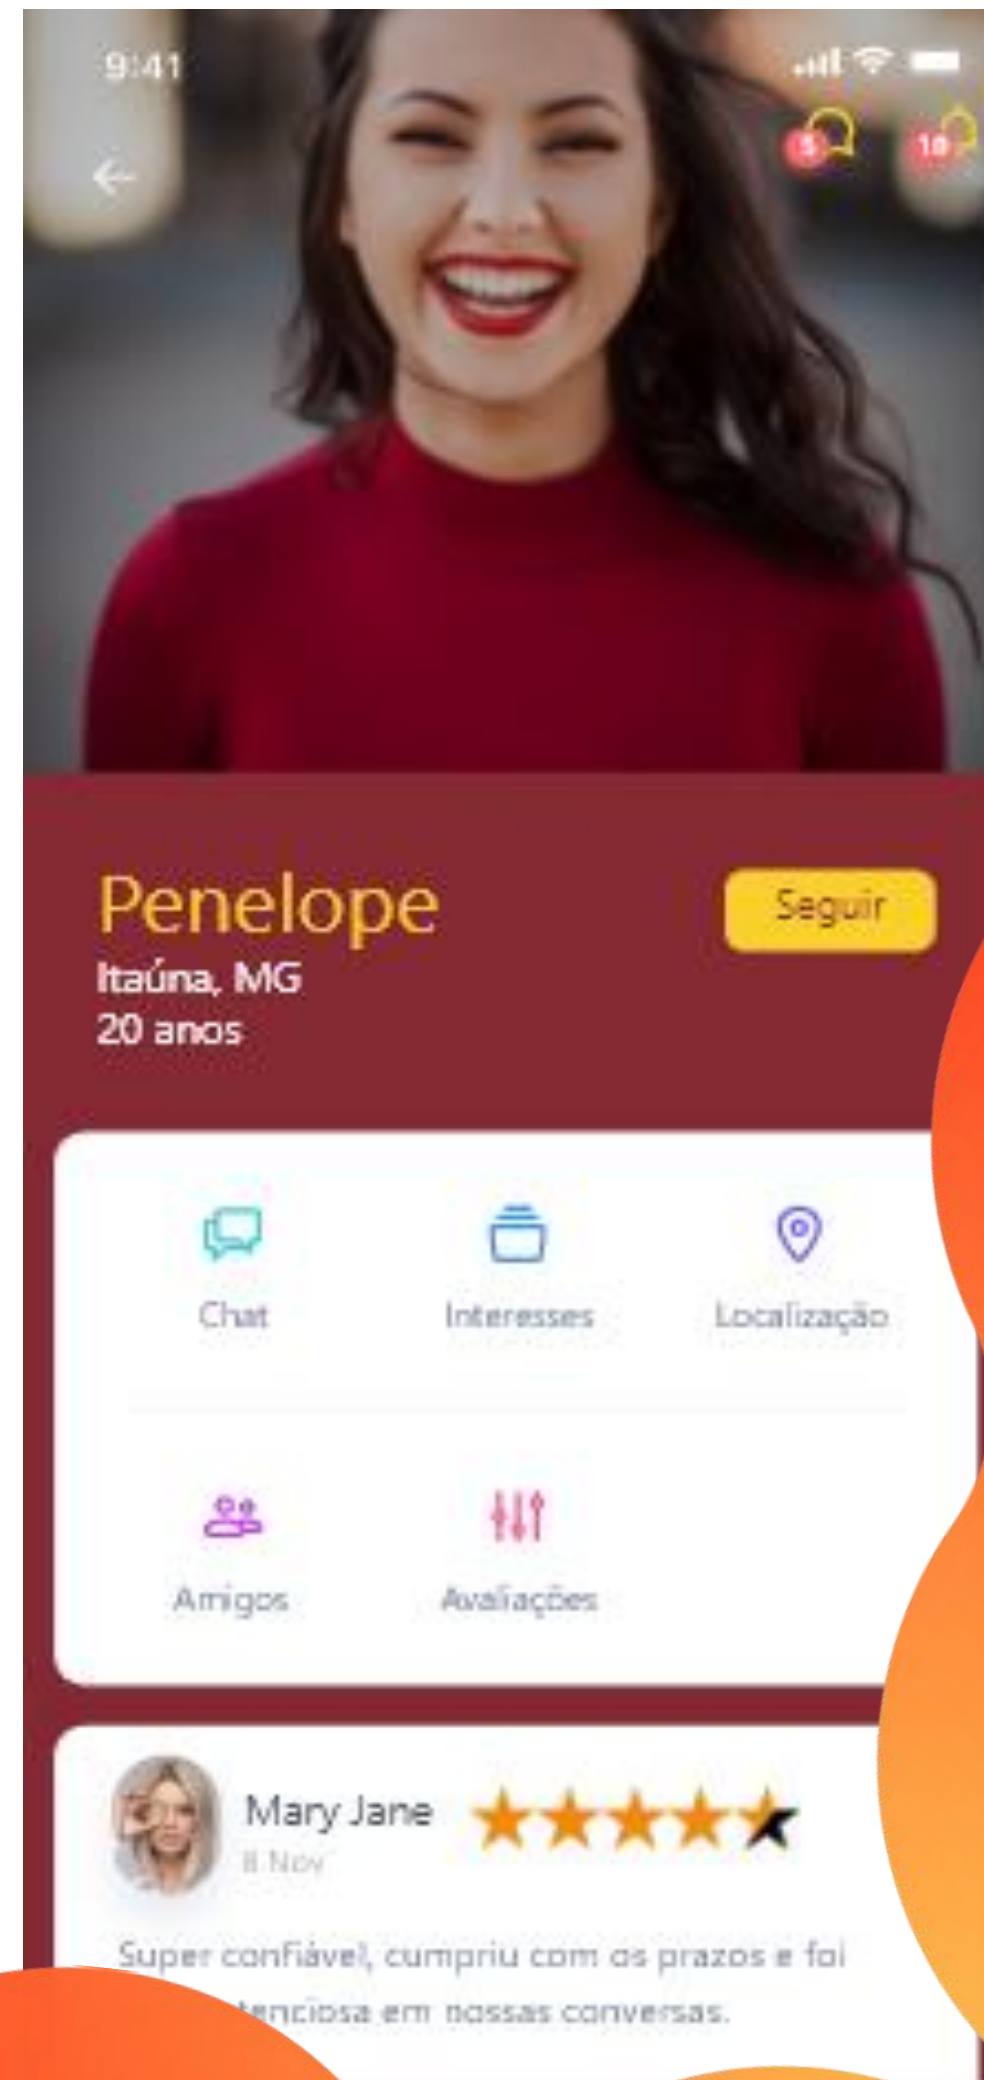 9:41
5
10
Penelope
Seguir
Itaúna, MG
20 anos
Chat
Interesses
Localização
Amigos
Avaliações
Mary Jane
8 Nov
Super confiável, cumpriu com os prazos e foi
em nossas conversas.